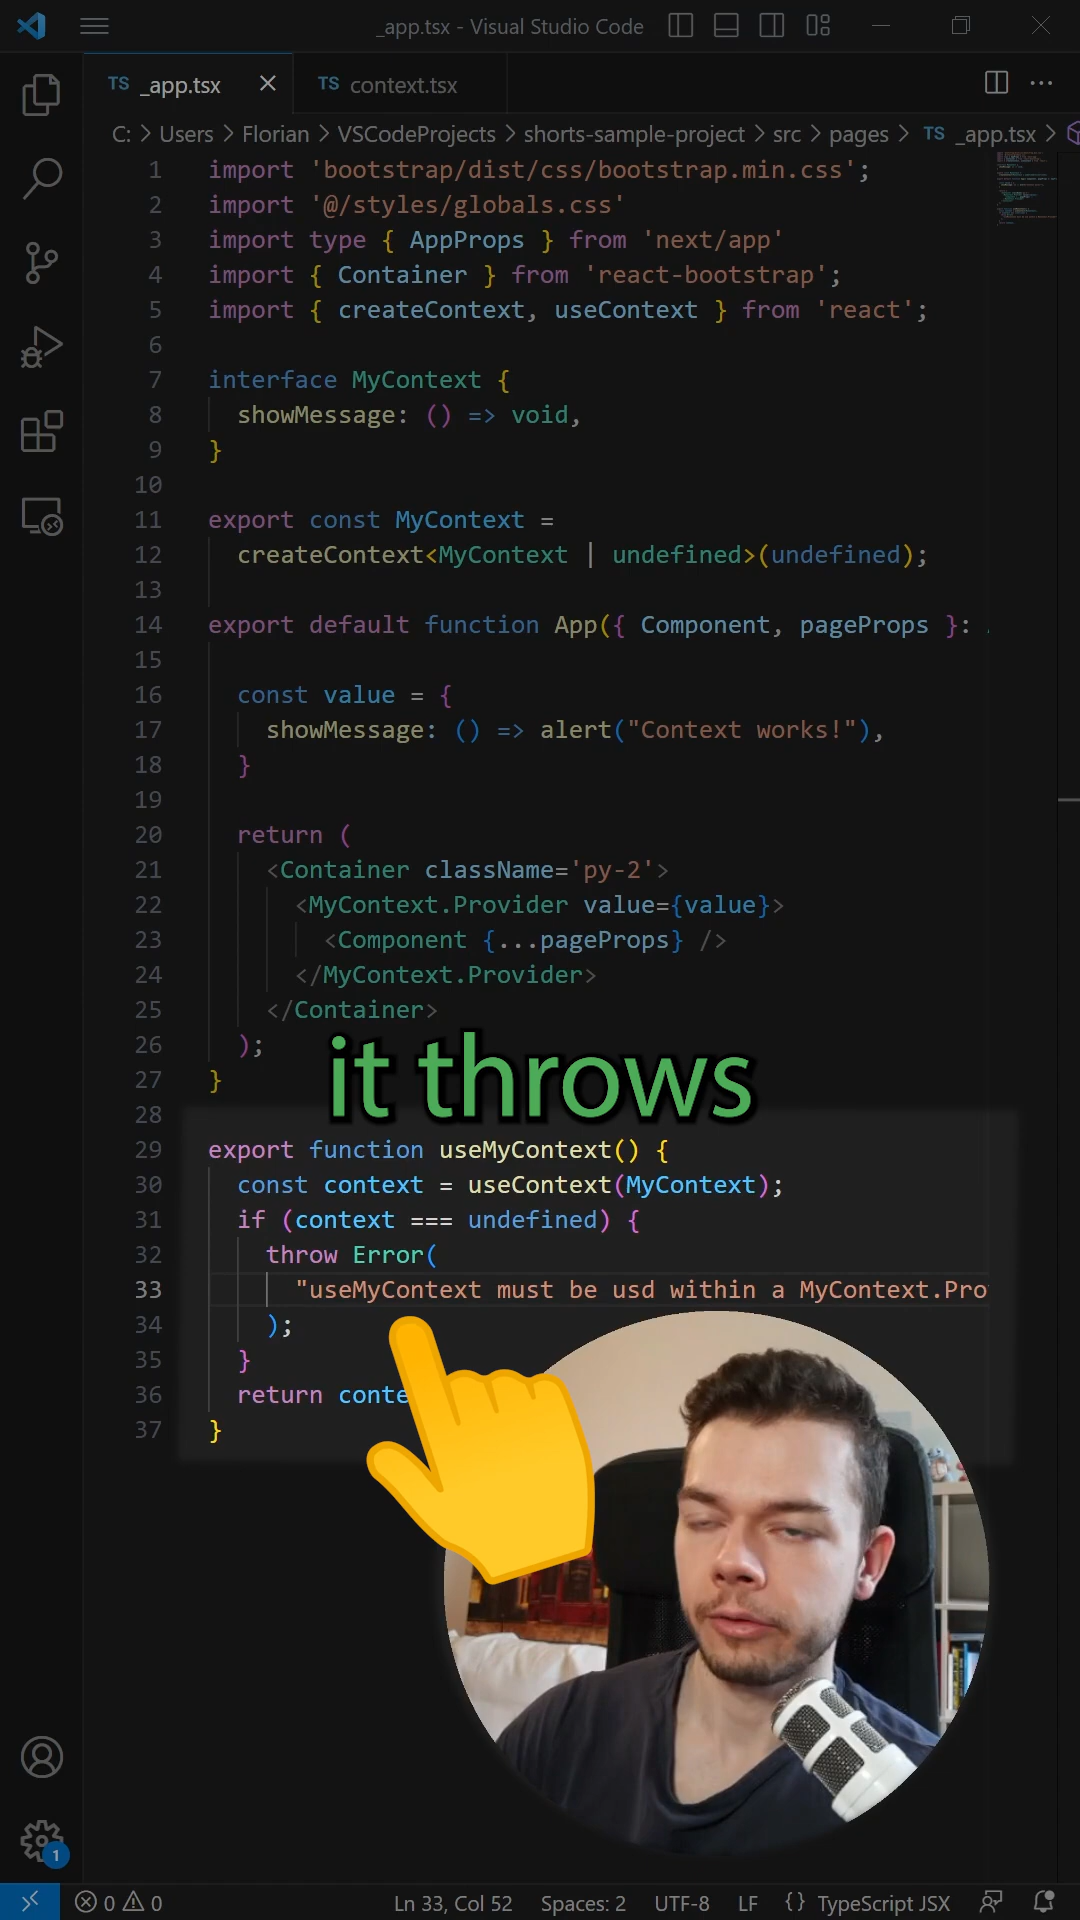 _app.tsx - Visual Studio Code
TS _app.tsx
TS context.tsx
C: > Users > Florian > VSCodeProjects > shorts-sample-project > src > pages > TS _app.tsx >
1 import 'bootstrap/dist/css/bootstrap.min.css';
2 import '@/styles/globals.css'
3 import type { AppProps } from 'next/app'
4 import { Container } from 'react-bootstrap';
5 import { createContext, useContext } from 'react';
6
7 interface MyContext {
8 showMessage: () => void,
9 }
10
11 export const MyContext =
12 createContext<MyContext | undefined>(undefined);
13
14 export default function App({ Component, pageProps }:
15
16 const value = {
17 showMessage: () => alert("Context works!"),
18 }
19
20 return (
21 <Container className='py-2'>
22 <MyContext.Provider value={value}>
23 <Component {...pageProps} />
24 </MyContext.Provider>
25 </Container>
26 );
27 }
it throws
28
29 export function useMyContext() {
30 const context = useContext(MyContext);
31 if (context === undefined) {
32 throw Error(
33 "useMyContext must be usd within a MyContext.Pro
34 );
35 }
36 return conte
37 }
1
0 0 Ln 33, Col 52 Spaces: 2 UTF-8 LF {} TypeScript JSX